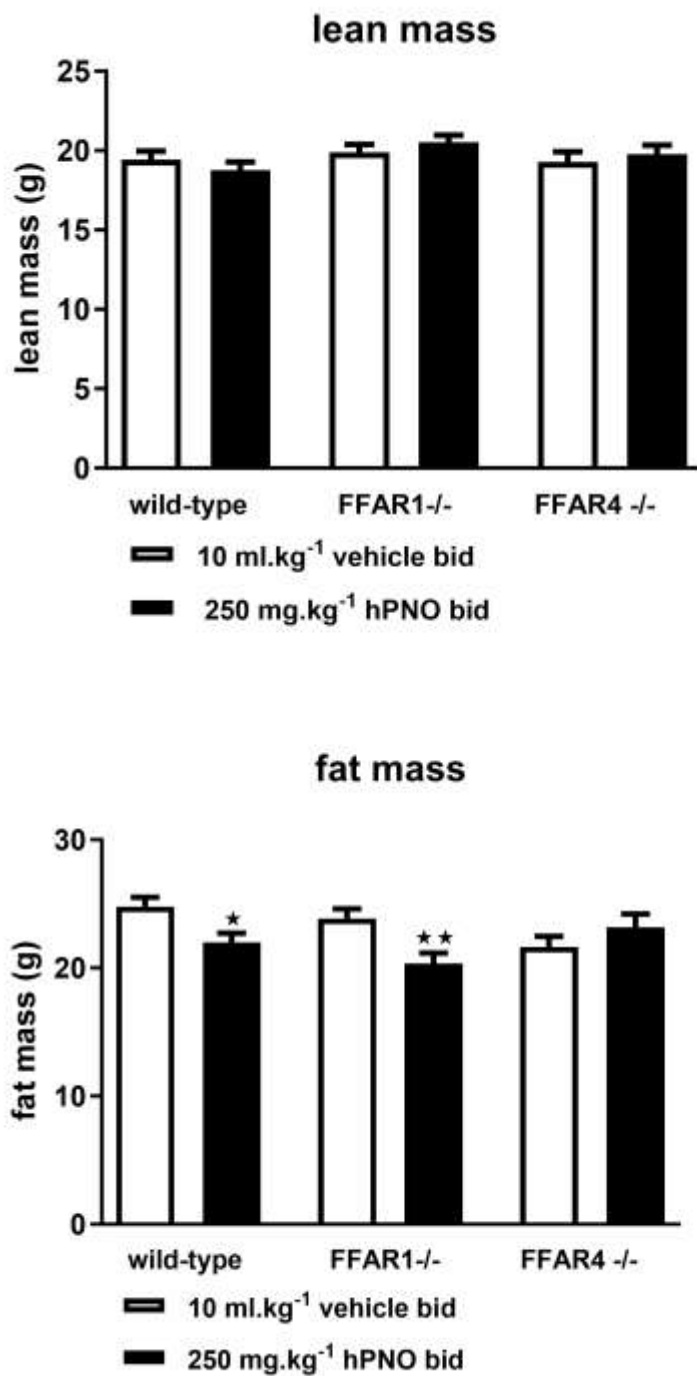 lean mass
25
20
15
10
5
0
lean mass (g)
wild-type FFAR1-/- FFAR4 -/-
10 ml.kg⁻¹ vehicle bid
250 mg.kg⁻¹ hPNO bid
fat mass
30
20
10
0
fat mass (g)
★
★★
wild-type FFAR1-/- FFAR4 -/-
10 ml.kg⁻¹ vehicle bid
250 mg.kg⁻¹ hPNO bid